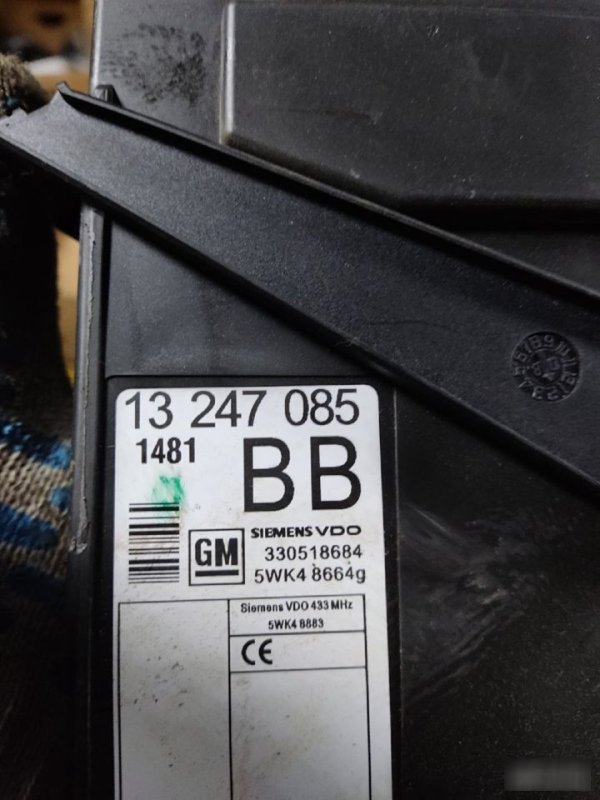 13 247 085
1481
BB
GM
SIEMENS VDO
330518684
5WK4 8664g
Siemens VDO 433 MHz
5WK4 8883
CE